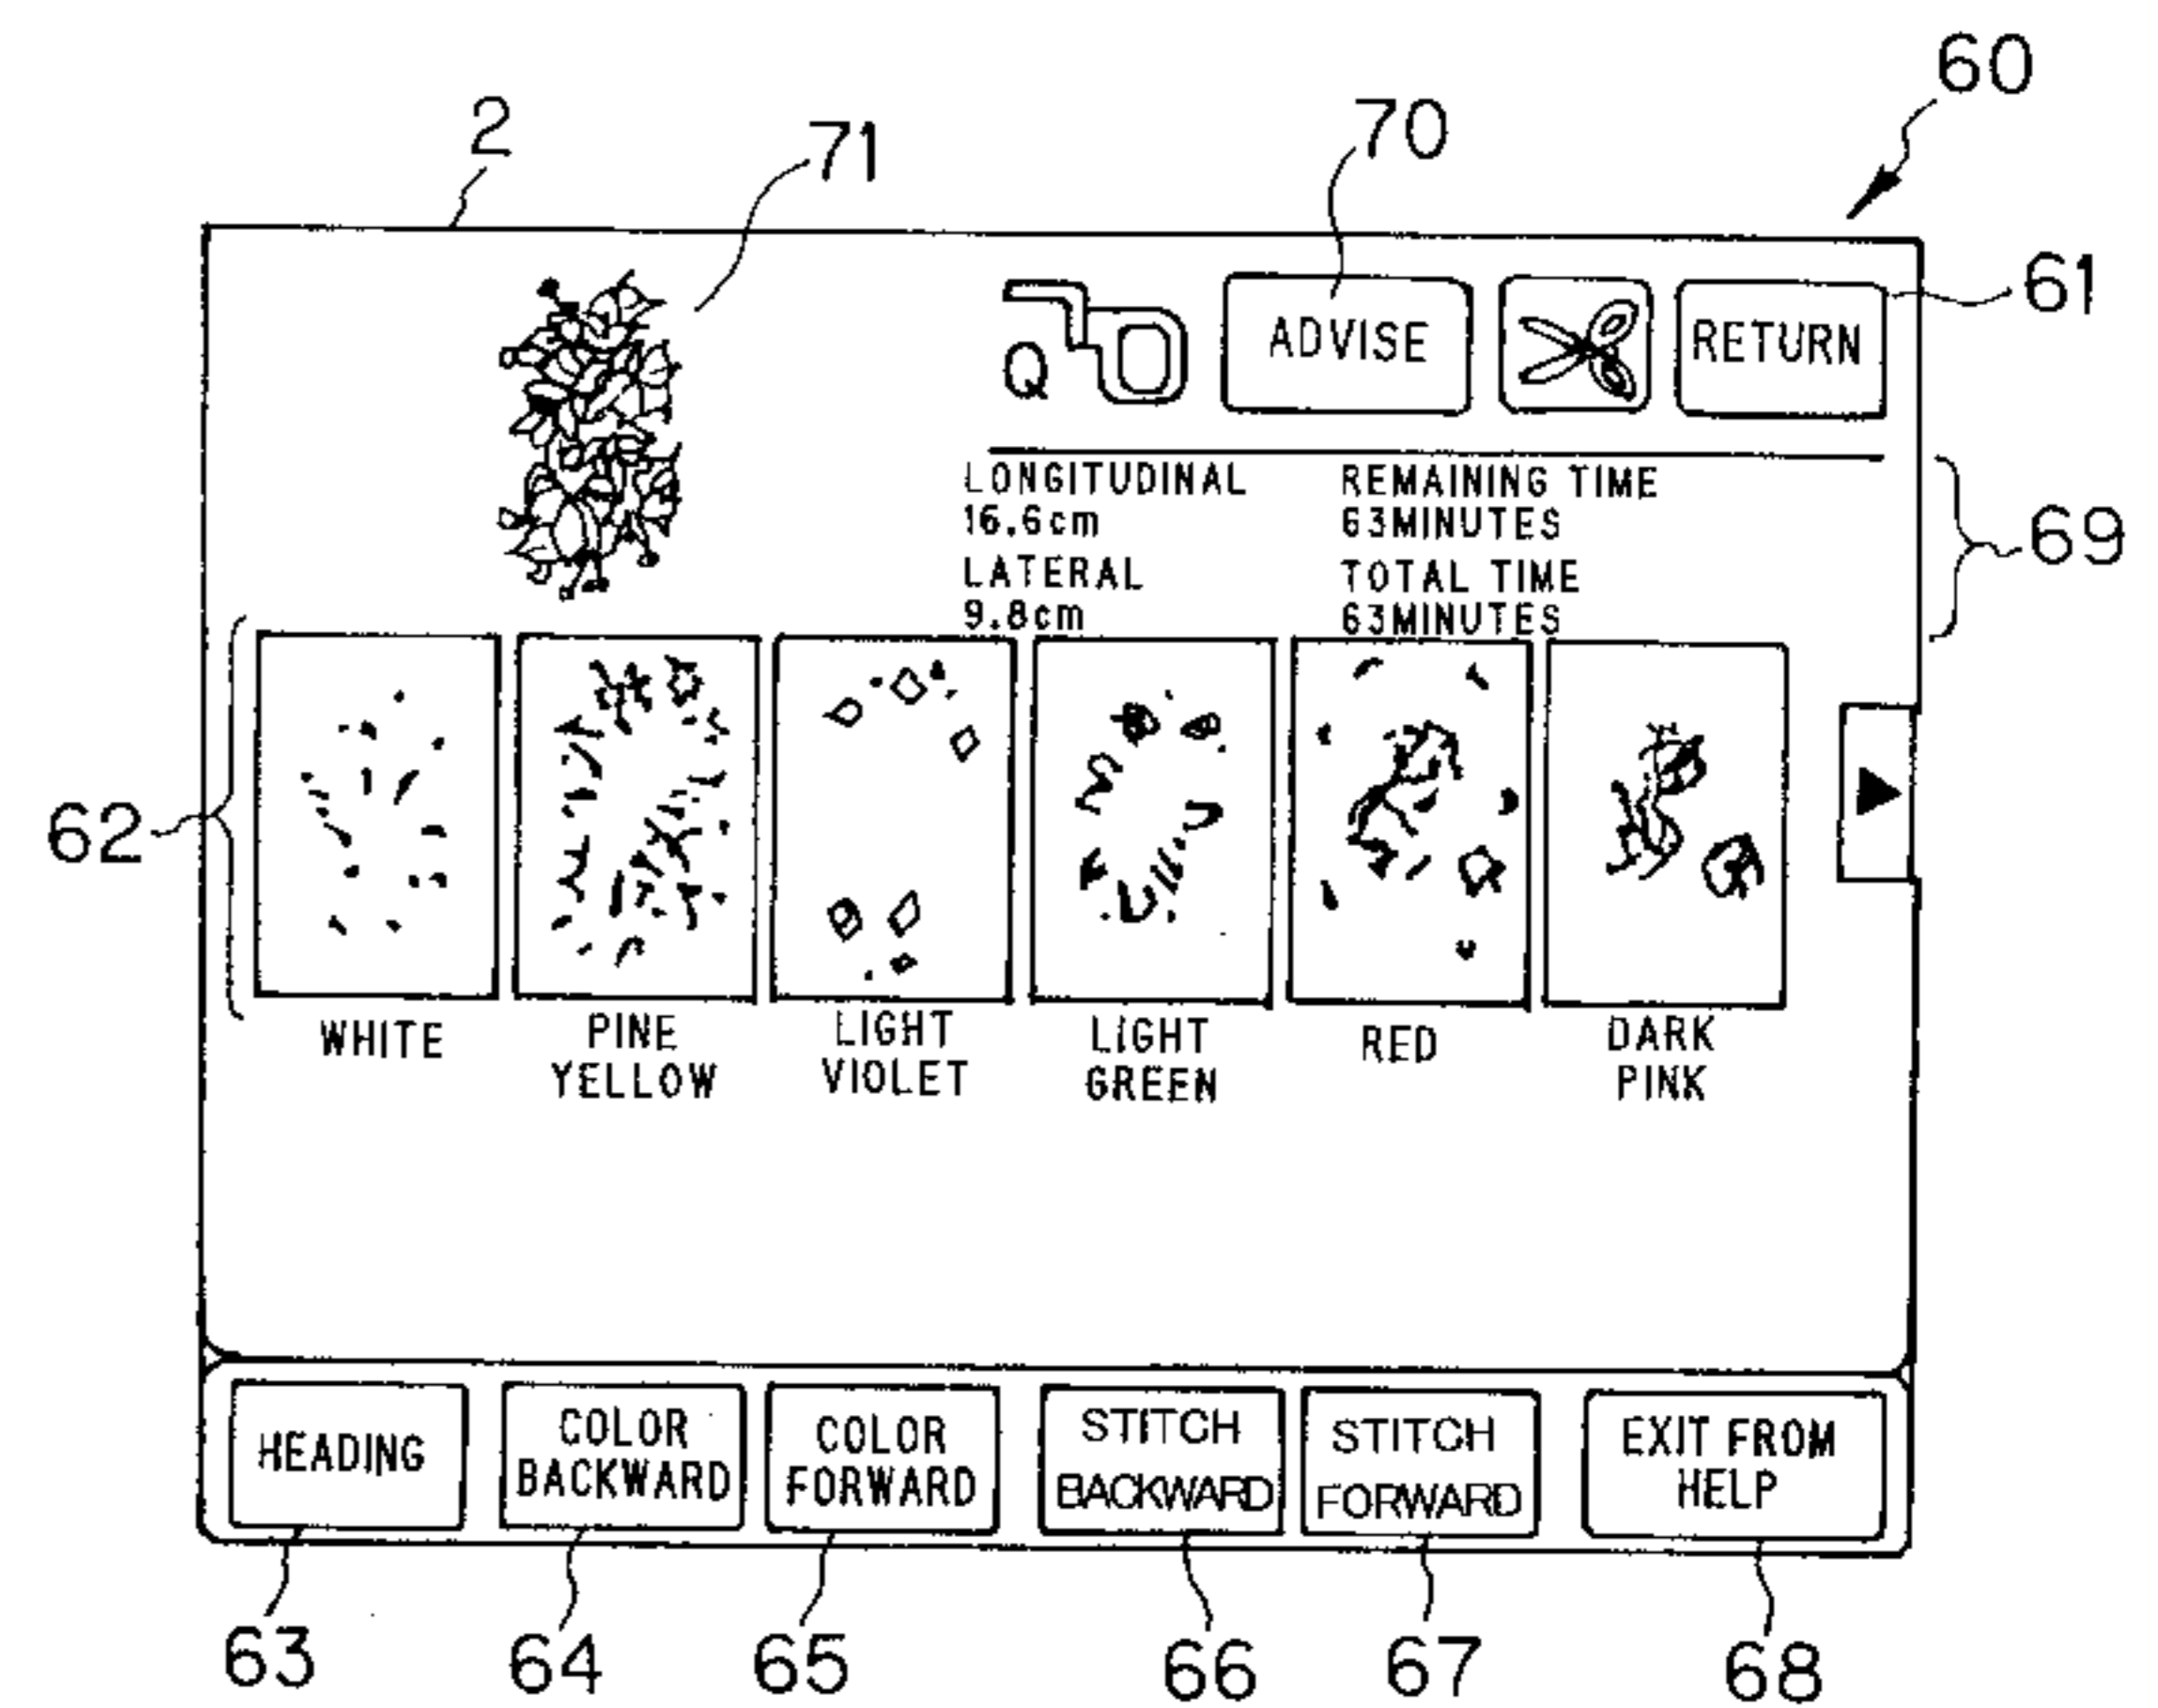 60
2
71
70
61
Q
ADVISE
RETURN
LONGITUDINAL
16.6cm
REMAINING TIME
63MINUTES
LATERAL
9.8cm
TOTAL TIME
63MINUTES
69
62
WHITE
PINE
YELLOW
LIGHT
VIOLET
LIGHT
GREEN
RED
DARK
PINK
HEADING
COLOR
BACKWARD
COLOR
FORWARD
STITCH
BACKWARD
STITCH
FORWARD
EXIT FROM
HELP
63
64
65
66
67
68